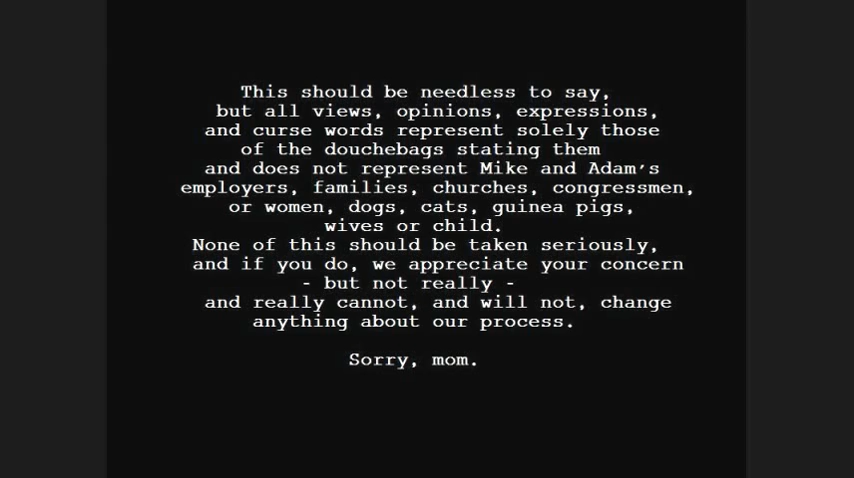 This should be needless to say,
but all views, opinions, expressions,
and curse words represent solely those
of the douchebags stating them
and does not represent Mike and Adam's
employers, families, churches, congressmen,
or women, dogs, cats, guinea pigs,
wives or child.
None of this should be taken seriously,
and if you do, we appreciate your concern
- but not really -
and really cannot, and will not, change
anything about our process.
Sorry, mom.